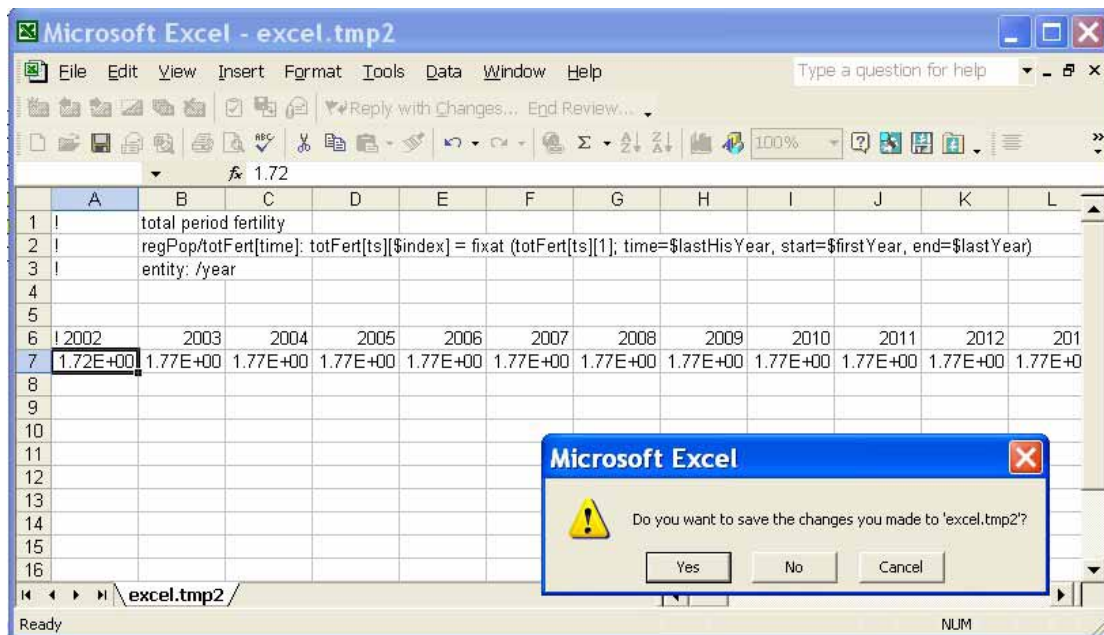 Microsoft Excel - excel.tmp2
File Edit View Insert Format Tools Data Window Help Type a question for help
Reply with Changes... End Review...
100%
fx 1.72
A B C D E F G H I J K L
1 ! total period fertility
2 ! regPop/totFert[time]: totFert[ts][$index] = fixat (totFert[ts][1]; time=$lastHisYear, start=$firstYear, end=$lastYear)
3 ! entity: /year
4
5
6 ! 2002 2003 2004 2005 2006 2007 2008 2009 2010 2011 2012 201
7 1.72E+00 1.77E+00 1.77E+00 1.77E+00 1.77E+00 1.77E+00 1.77E+00 1.77E+00 1.77E+00 1.77E+00 1.77E+00 1.77E+0
8
9
10
11 Microsoft Excel
12
13
14 Do you want to save the changes you made to 'excel.tmp2'?
15
16 Yes No Cancel
excel.tmp2
Ready NUM